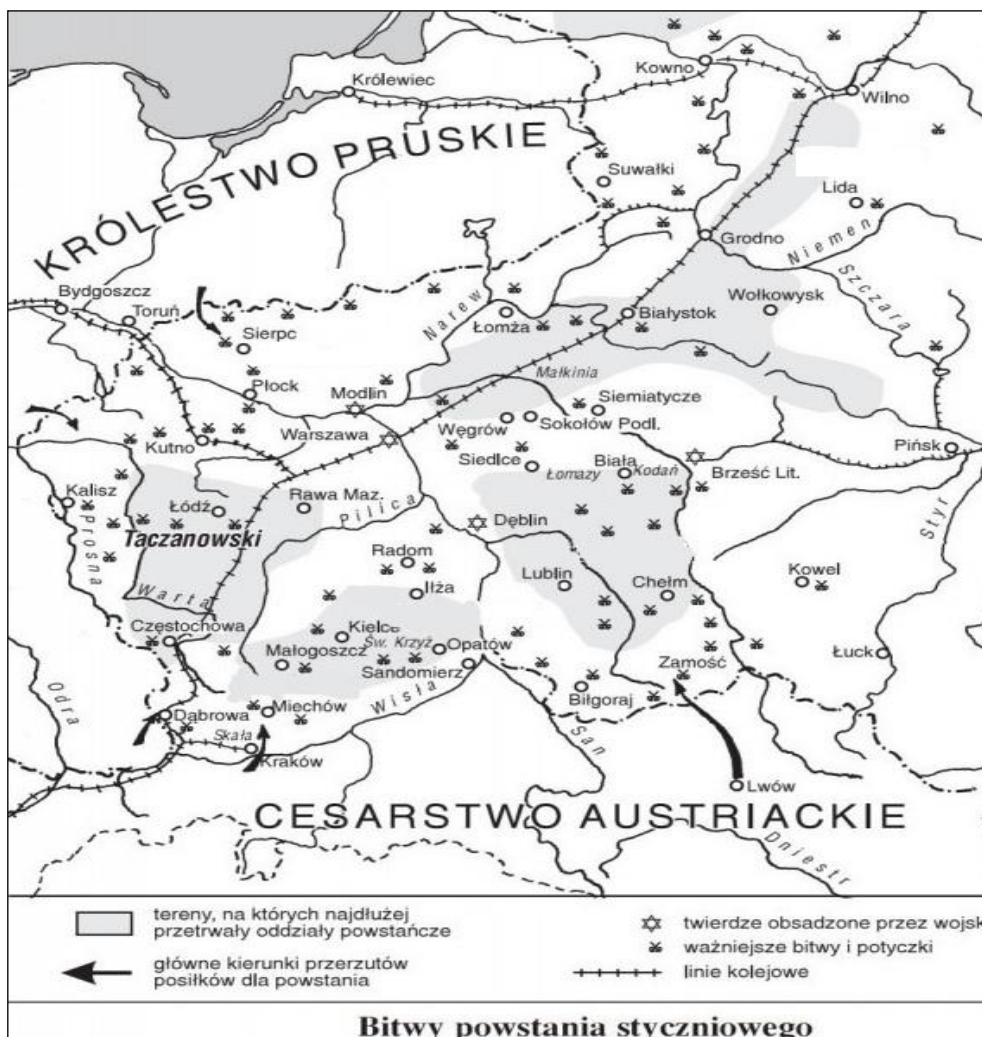 Kowno
Królewiec
Wilno
KRÓLESTWO PRUSKIE
Suwałki
Lida
Grodno
Niemen
Szczara
Bydgoszcz
Toruń
Wołkowysk
Narew
Łomża
Białystok
Sierpc
Małkinia
Płock
Modlin
Siemiatycze
Węgrów
Sokołów Podl.
Warszawa
Kutno
Pińsk
Siedlce
Łomazy
Biała
Kodań
Brześć Lit.
Kalisz
Łódź
Rawa Maz.
Pilica
Styr
Prosna
Taczanowski
Dęblin
Radom
Iłża
Lublin
Chełm
Kowel
Warta
Częstochowa
Kielce
Św. Krzyż
Opatów
Małogoszcz
Sandomierz
Zamość
Łuck
Odra
Wisła
Biłgoraj
Dąbrowa
Miechów
Skała
San
Kraków
Lwów
CESARSTWO AUSTRIACKIE
Dniestr
tereny, na których najdłużej
przetrwały oddziały powstańcze
główne kierunki przerzutów
posiłków dla powstania
twierdze obsadzone przez wojsk
ważniejsze bitwy i potyczki
linie kolejowe
Bitwy powstania styczniowego